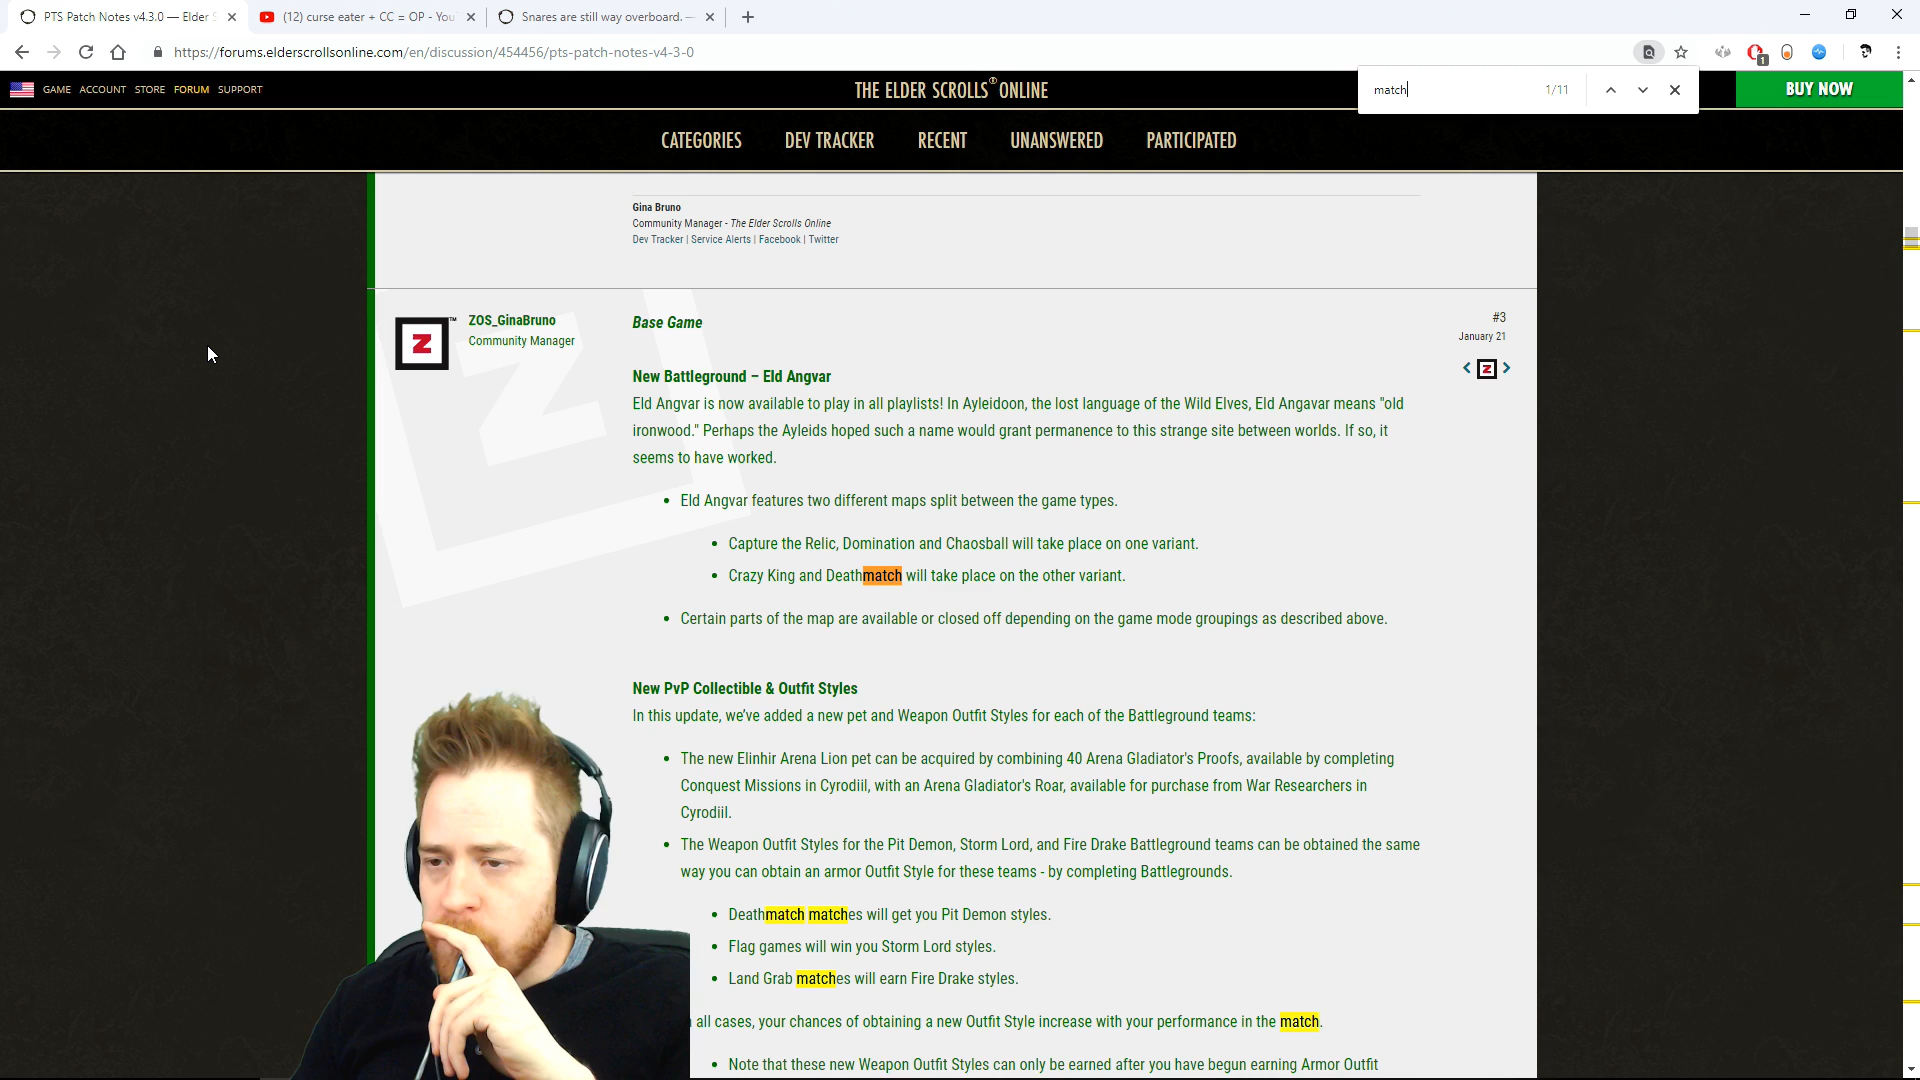 PTS Patch Notes v4.3.0 — Elder S
(12) curse eater + CC = OP - You
Snares are still way overboard. —
https://forums.elderscrollsonline.com/en/discussion/454456/pts-patch-notes-v4-3-0
1
match
1/11
GAME ACCOUNT STORE FORUM SUPPORT
THE ELDER SCROLLS ONLINE
BUY NOW
CATEGORIES DEV TRACKER RECENT UNANSWERED PARTICIPATED
Gina Bruno
Community Manager - The Elder Scrolls Online
Dev Tracker | Service Alerts | Facebook | Twitter
ZOS_GinaBruno
Community Manager
Z
TM
Base Game
#3
January 21
< Z >
New Battleground – Eld Angvar
Eld Angvar is now available to play in all playlists! In Ayleidoon, the lost language of the Wild Elves, Eld Angavar means "old
ironwood." Perhaps the Ayleids hoped such a name would grant permanence to this strange site between worlds. If so, it
seems to have worked.
• Eld Angvar features two different maps split between the game types.
• Capture the Relic, Domination and Chaosball will take place on one variant.
• Crazy King and Deathmatch will take place on the other variant.
• Certain parts of the map are available or closed off depending on the game mode groupings as described above.
New PvP Collectible & Outfit Styles
In this update, we've added a new pet and Weapon Outfit Styles for each of the Battleground teams:
• The new Elinhir Arena Lion pet can be acquired by combining 40 Arena Gladiator's Proofs, available by completing
Conquest Missions in Cyrodiil, with an Arena Gladiator's Roar, available for purchase from War Researchers in
Cyrodiil.
• The Weapon Outfit Styles for the Pit Demon, Storm Lord, and Fire Drake Battleground teams can be obtained the same
way you can obtain an armor Outfit Style for these teams - by completing Battlegrounds.
• Deathmatch matches will get you Pit Demon styles.
• Flag games will win you Storm Lord styles.
• Land Grab matches will earn Fire Drake styles.
all cases, your chances of obtaining a new Outfit Style increase with your performance in the match.
• Note that these new Weapon Outfit Styles can only be earned after you have begun earning Armor Outfit